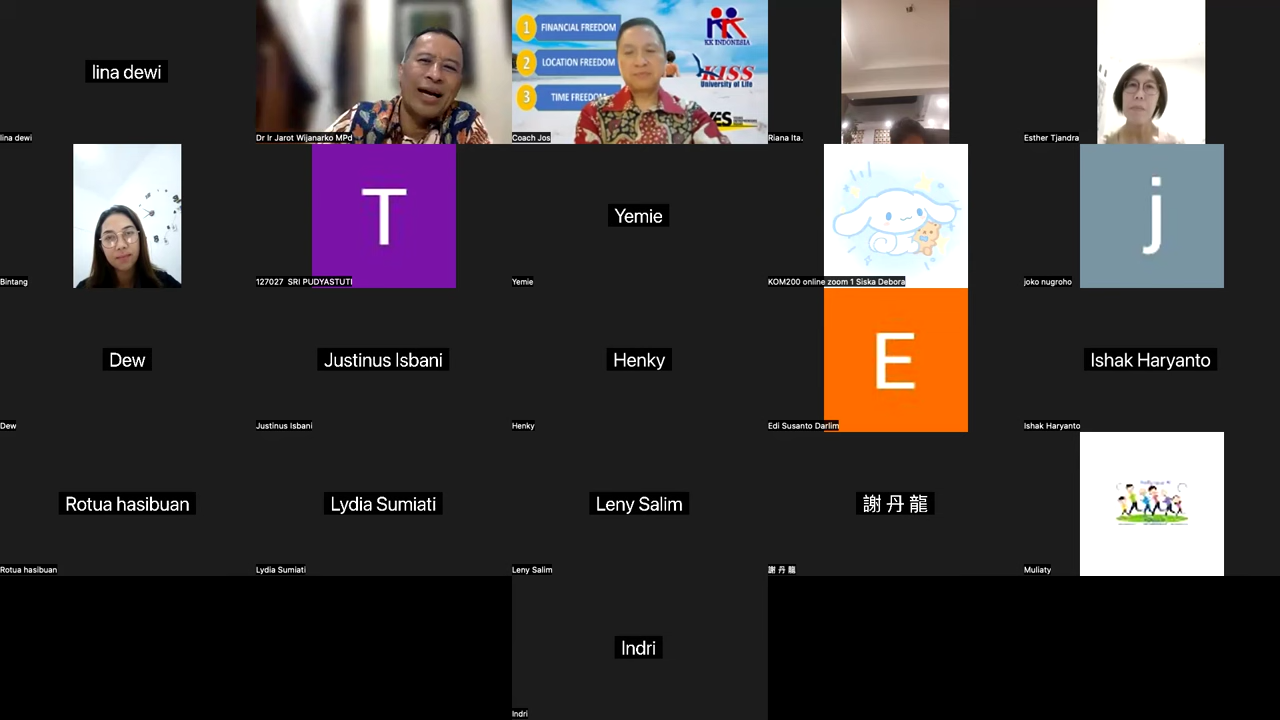 lina dewi
lina dewi
Dr Ir Jarot Wijanarko MPd
1 FINANCIAL FREEDOM
2 LOCATION FREEDOM
3 TIME FREEDOM
KK INDONESIA
KISS
University of Life
YES
Coach Jos
Riana Ita.
Esther Tjandra
Bintang
T
127027 SRI PUDYASTUTI
Yemie
Yemie
KOM200 online zoom 1 Siska Debora
j
joko nugroho
Dew
Dew
Justinus Isbani
Justinus Isbani
Henky
Henky
E
Edi Susanto Darlim
Ishak Haryanto
Ishak Haryanto
Rotua hasibuan
Rotua hasibuan
Lydia Sumiati
Lydia Sumiati
Leny Salim
Leny Salim
謝 丹 龍
謝 丹 龍
Muliaty
Indri
Indri